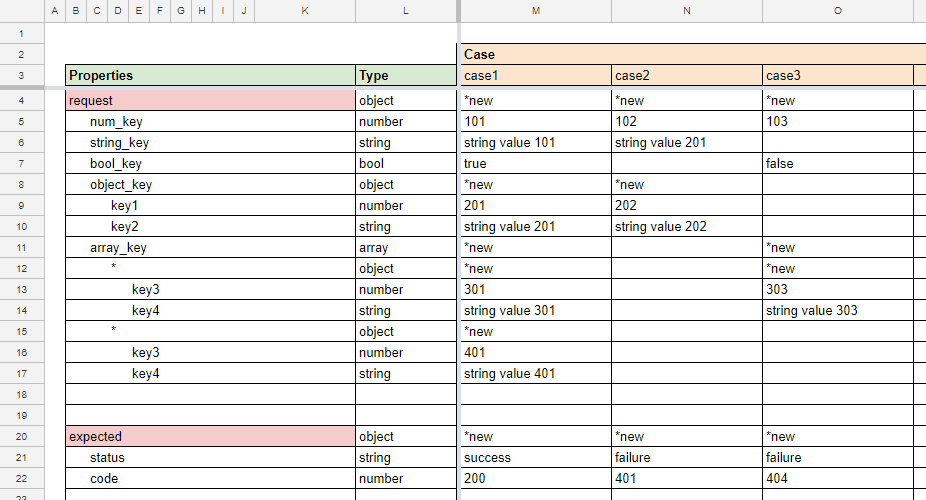 A B C D E F G H I J K L M N O
1
2 Case
3 Properties Type case1 case2 case3
4 request object *new *new *new
5 num_key number 101 102 103
6 string_key string string value 101 string value 201
7 bool_key bool true false
8 object_key object *new *new
9 key1 number 201 202
10 key2 string string value 201 string value 202
11 array_key array *new *new
12 * object *new *new
13 key3 number 301 303
14 key4 string string value 301 string value 303
15 * object *new
16 key3 number 401
17 key4 string string value 401
18
19
20 expected object *new *new *new
21 status string success failure failure
22 code number 200 401 404
23